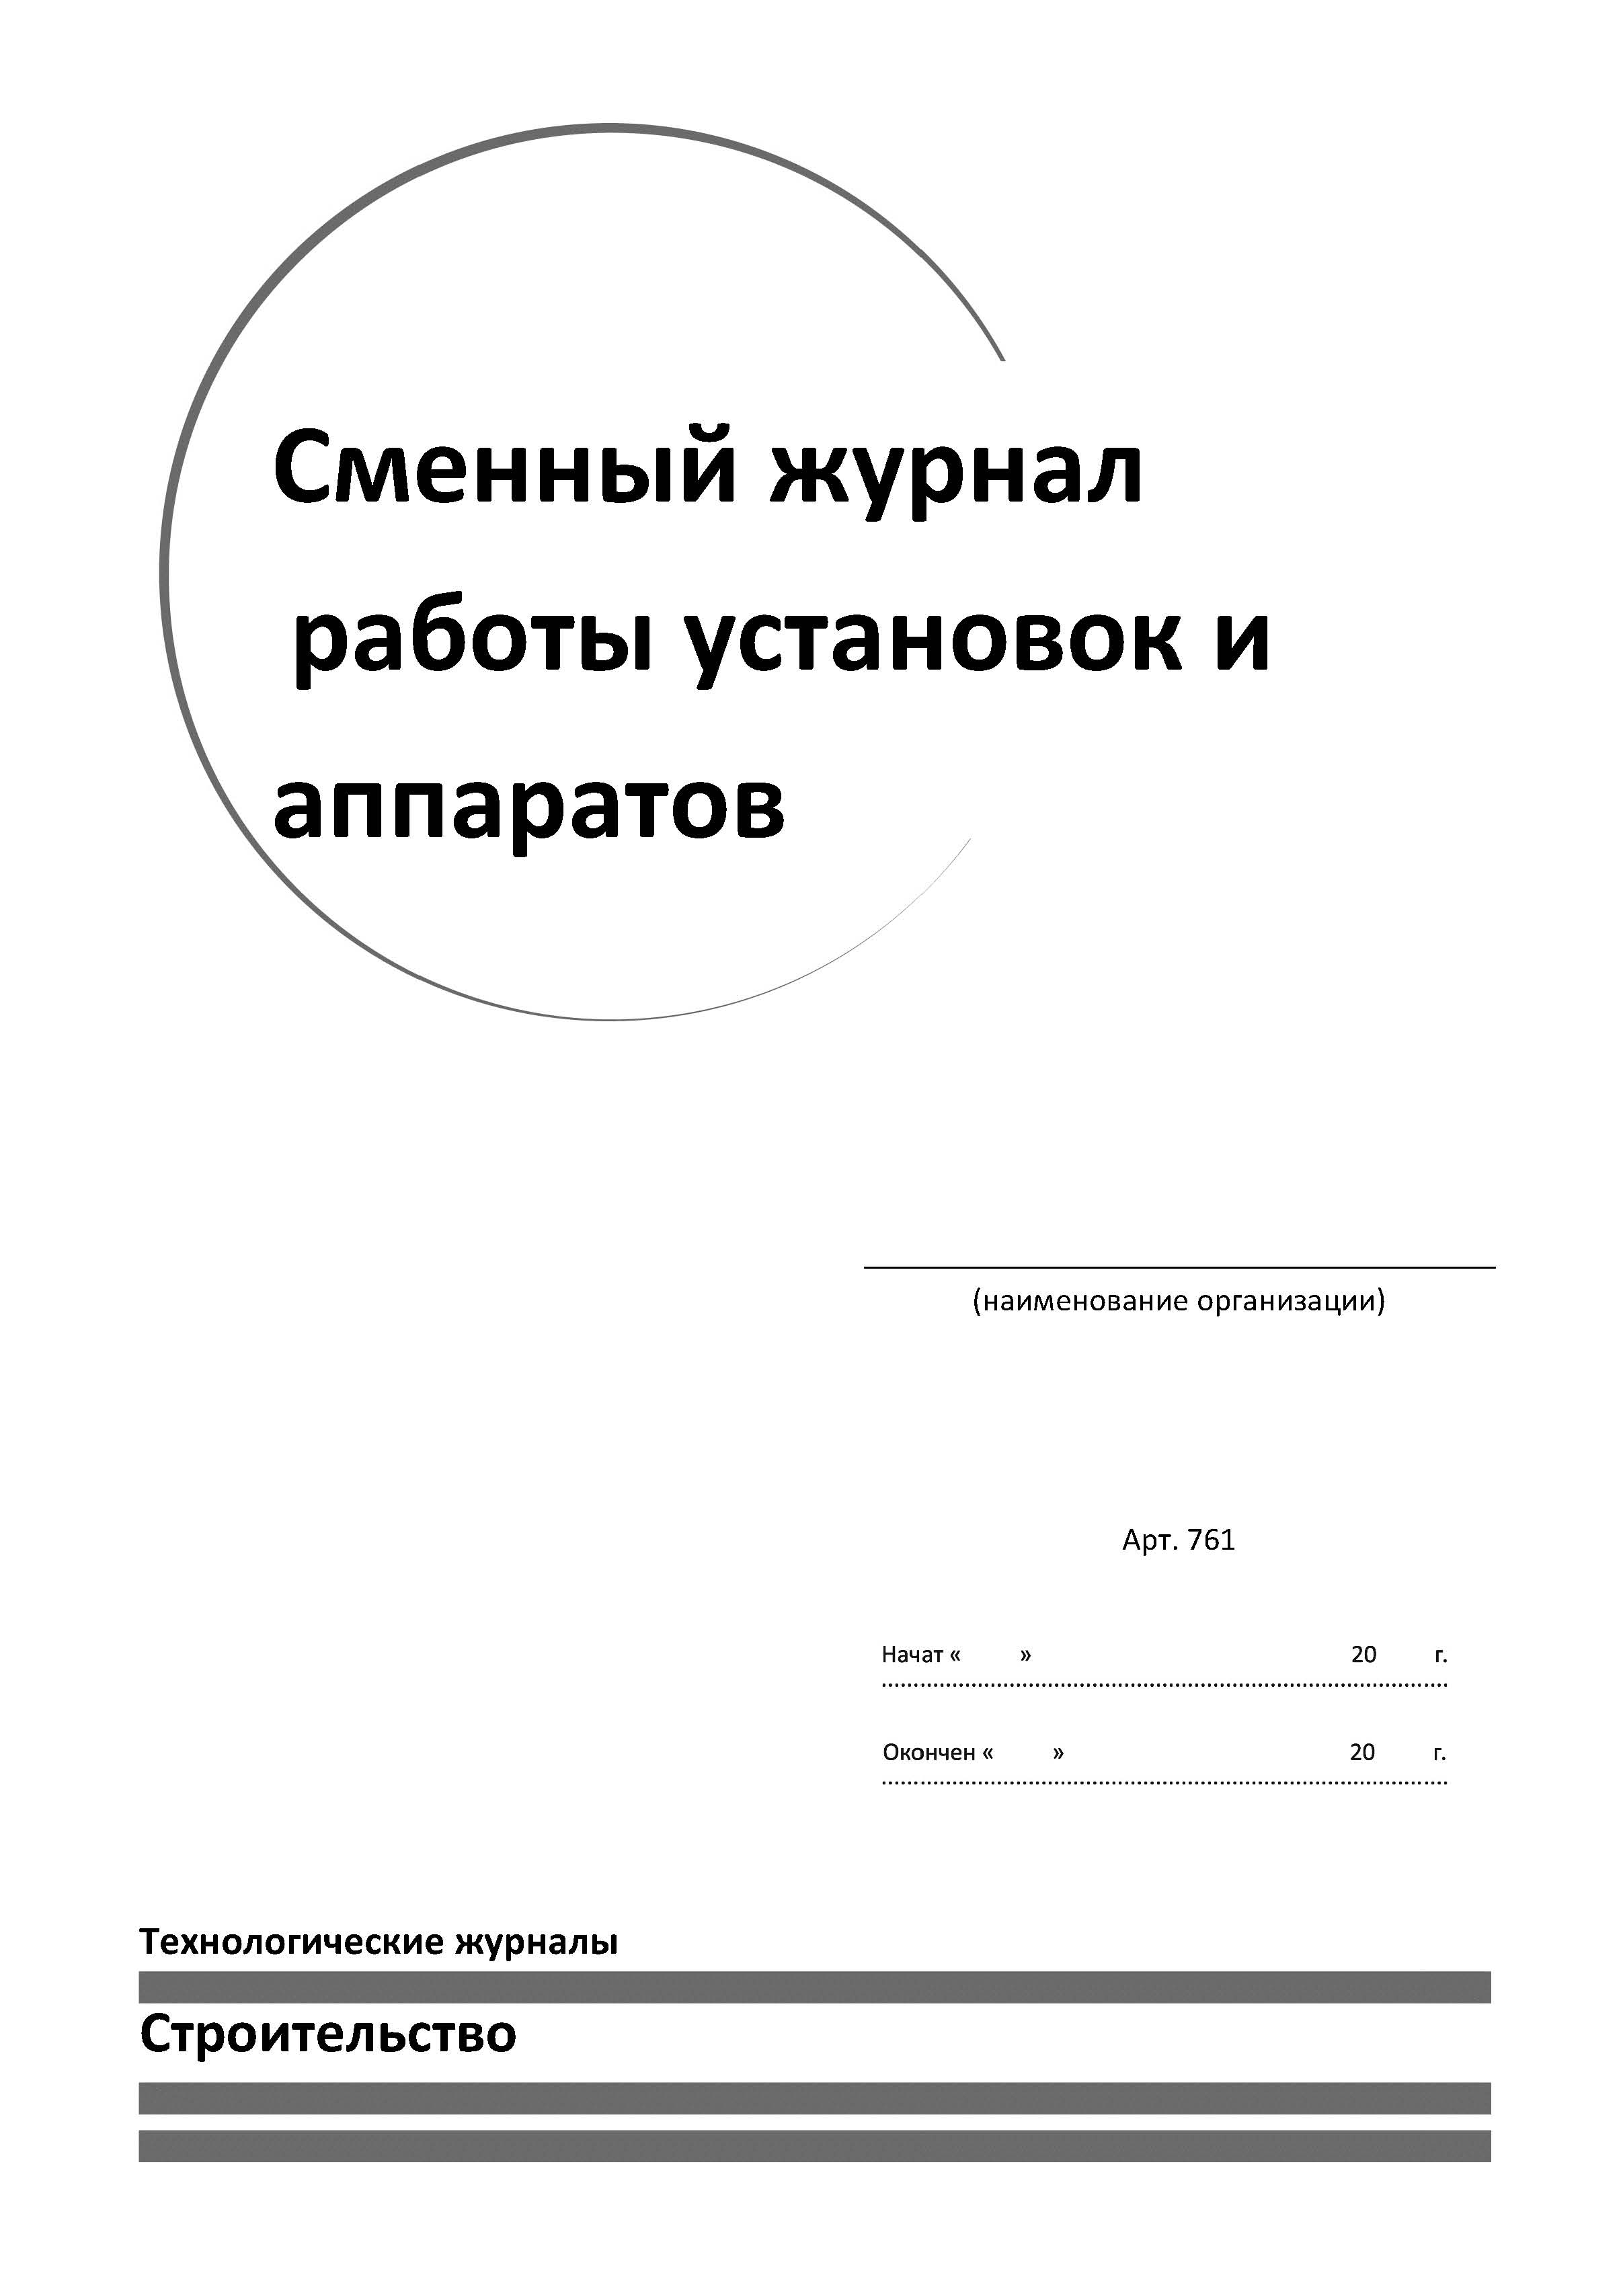 Сменный журнал
работы установок и
аппаратов
(наименование организации)
Арт. 761
Начат « » 20 г.
Окончен « » 20 г.
Технологические журналы
Строительство